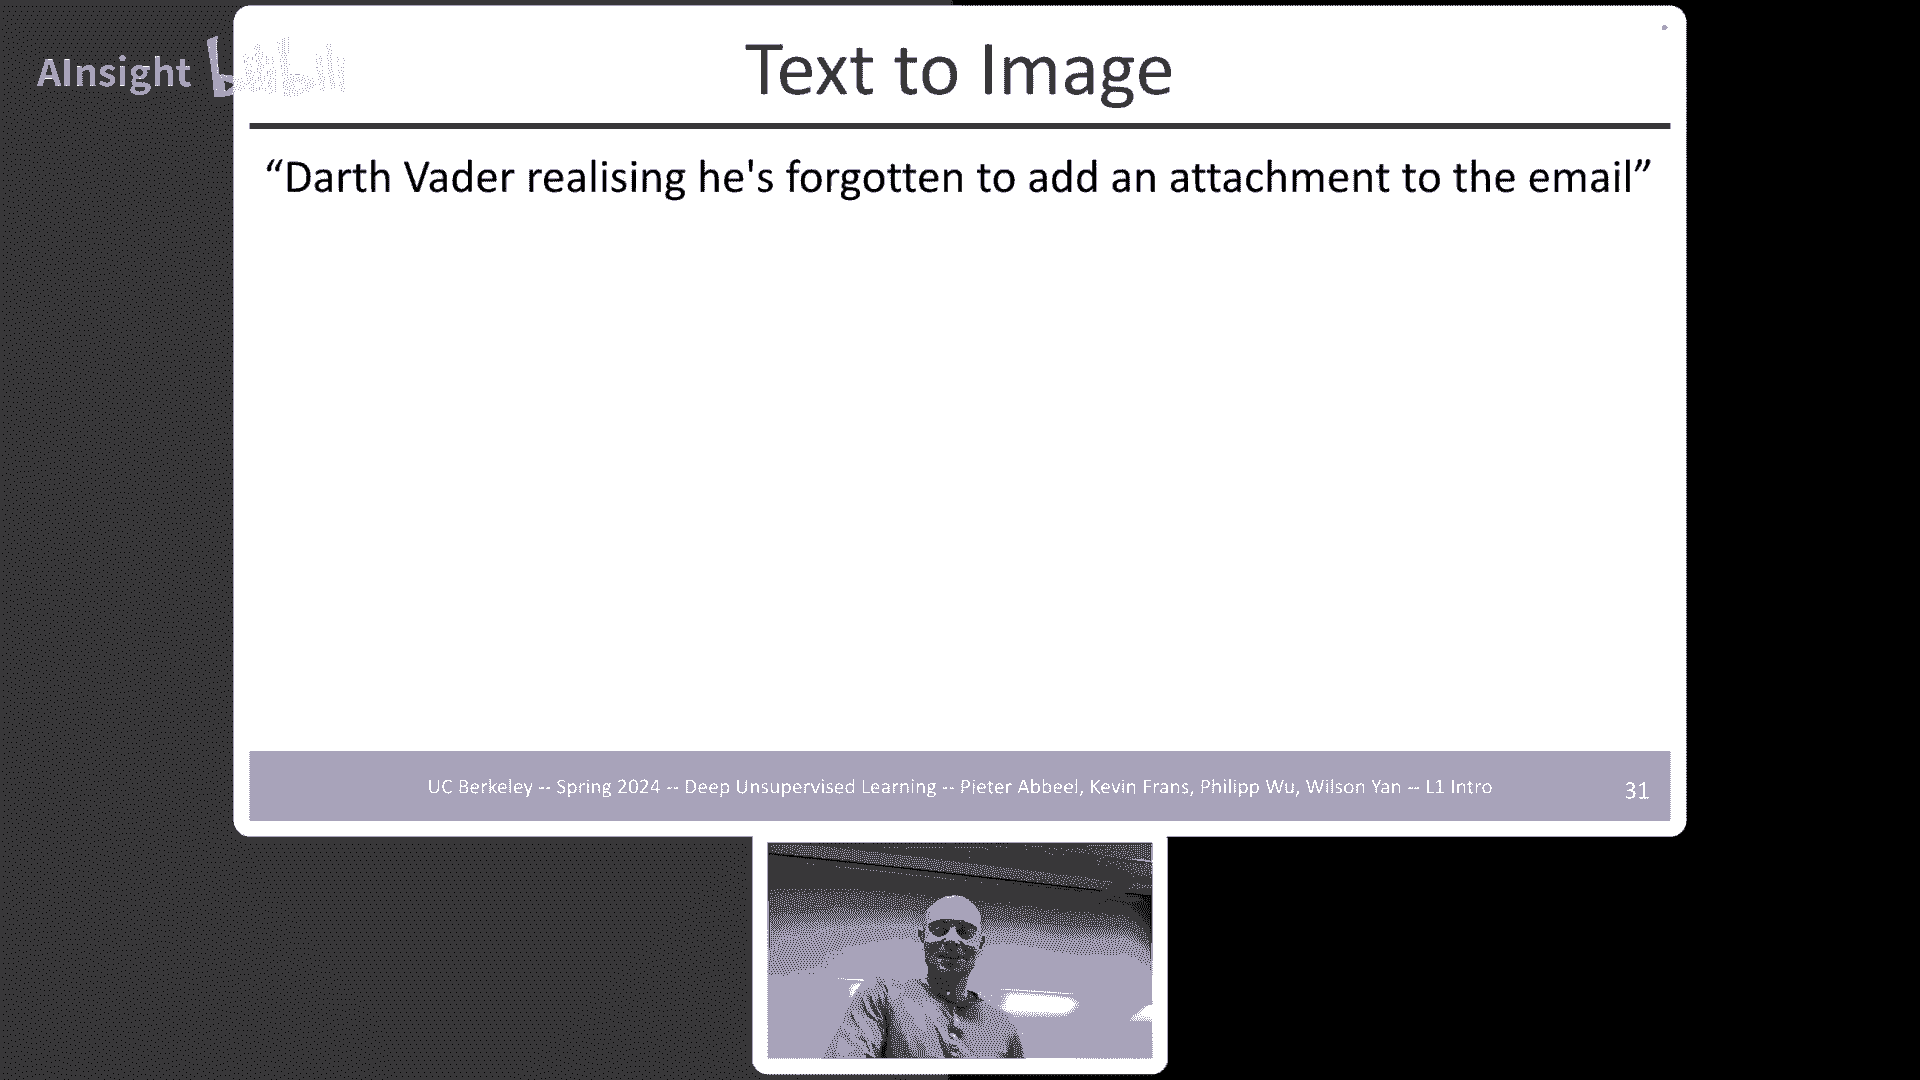 AInsight bilibili
Text to Image
“Darth Vader realising he's forgotten to add an attachment to the email”
UC Berkeley -- Spring 2024 -- Deep Unsupervised Learning -- Pieter Abbeel, Kevin Frans, Philipp Wu, Wilson Yan -- L1 Intro
31